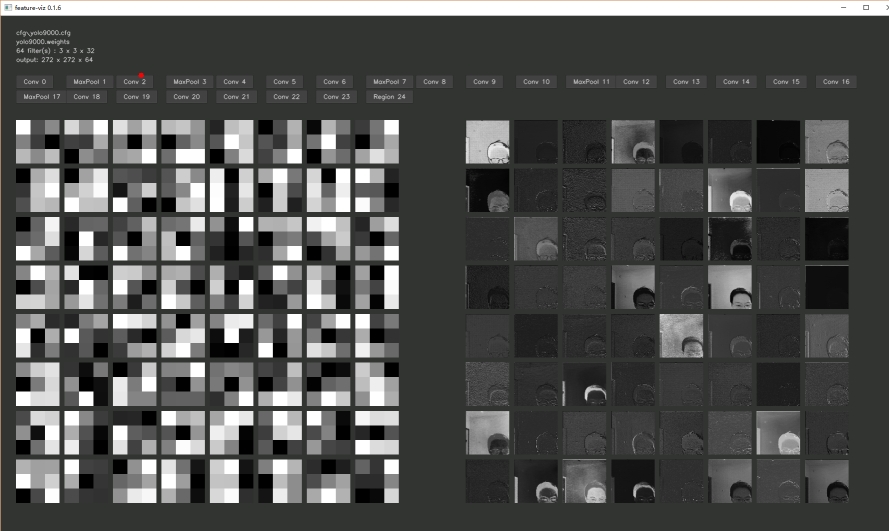 feature-viz 0.1.6
cfg\yolo9000.cfg
yolo9000.weights
64 filter(s) : 3 x 3 x 32
output: 272 x 272 x 64
Conv 0 MaxPool 1 Conv 2 MaxPool 3 Conv 4 Conv 5 Conv 6 MaxPool 7 Conv 8 Conv 9 Conv 10 MaxPool 11 Conv 12 Conv 13 Conv 14 Conv 15 Conv 16
MaxPool 17 Conv 18 Conv 19 Conv 20 Conv 21 Conv 22 Conv 23 Region 24